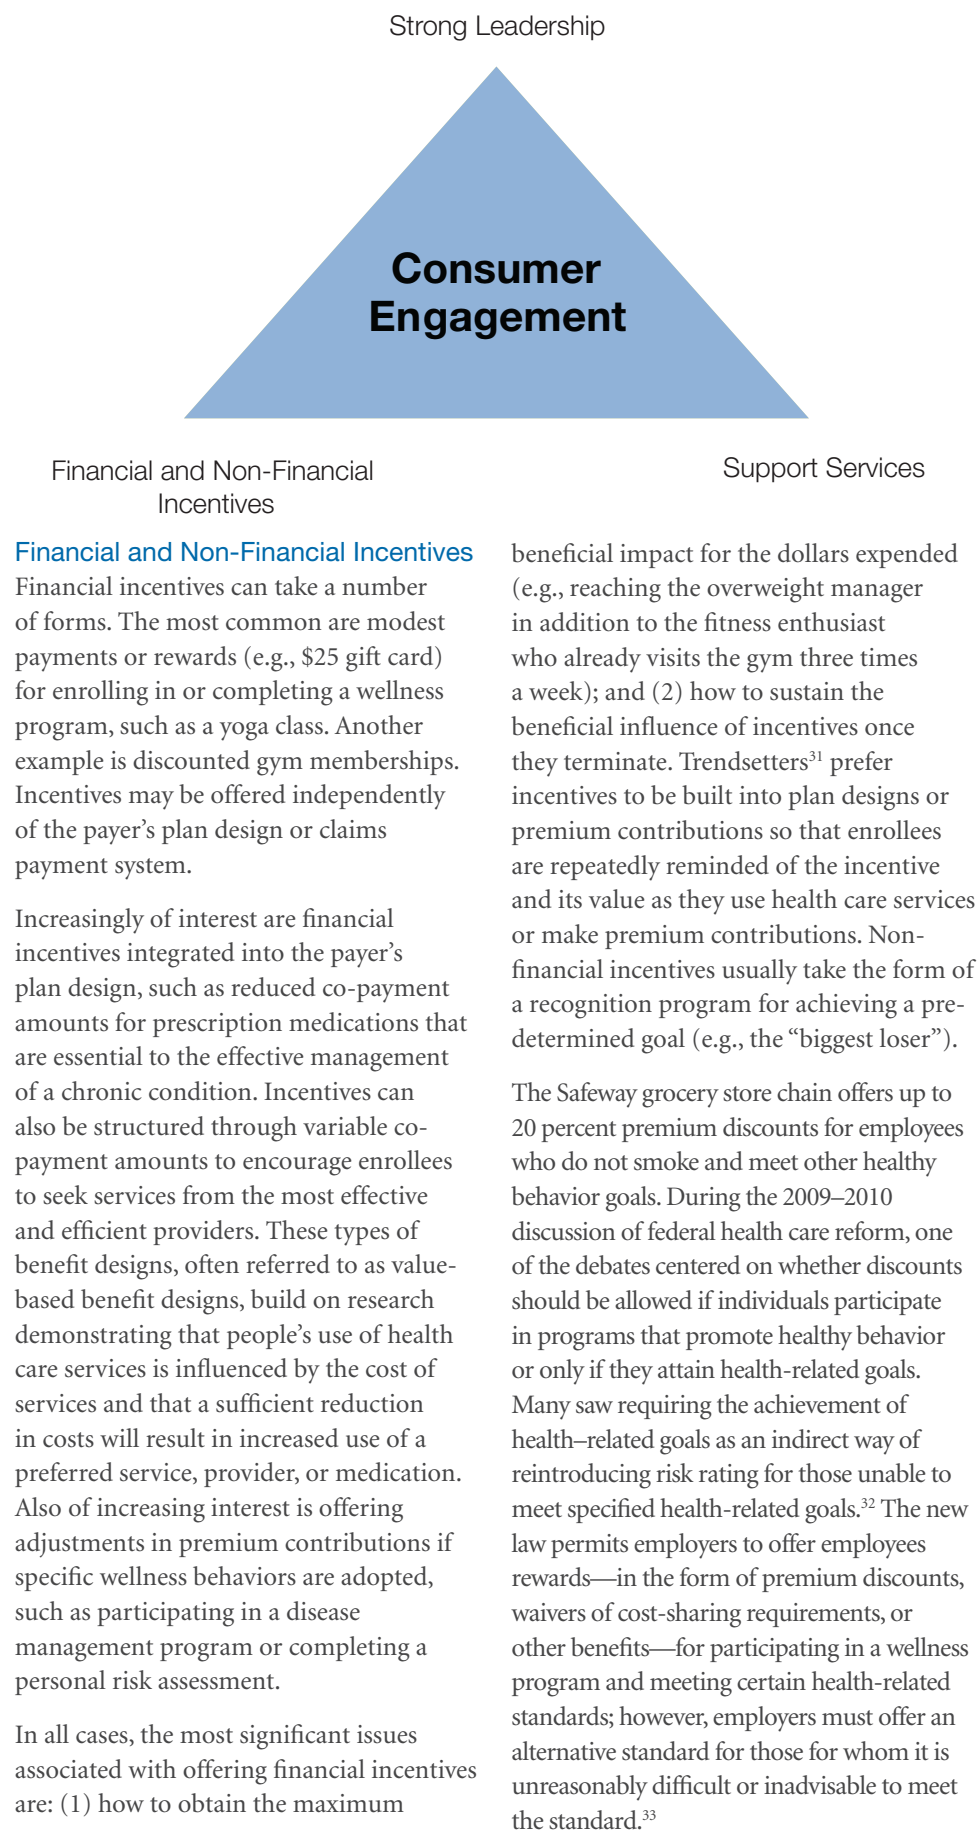 Strong Leadership
Consumer
Engagement
Financial and Non-Financial
Incentives
Support Services
Financial and Non-Financial Incentives
Financial incentives can take a number
of forms. The most common are modest
payments or rewards (e.g., $25 gift card)
for enrolling in or completing a wellness
program, such as a yoga class. Another
example is discounted gym memberships.
Incentives may be offered independently
of the payer’s plan design or claims
payment system.
Increasingly of interest are financial
incentives integrated into the payer’s
plan design, such as reduced co-payment
amounts for prescription medications that
are essential to the effective management
of a chronic condition. Incentives can
also be structured through variable co-
payment amounts to encourage enrollees
to seek services from the most effective
and efficient providers. These types of
benefit designs, often referred to as value-
based benefit designs, build on research
demonstrating that people’s use of health
care services is influenced by the cost of
services and that a sufficient reduction
in costs will result in increased use of a
preferred service, provider, or medication.
Also of increasing interest is offering
adjustments in premium contributions if
specific wellness behaviors are adopted,
such as participating in a disease
management program or completing a
personal risk assessment.
In all cases, the most significant issues
associated with offering financial incentives
are: (1) how to obtain the maximum
beneficial impact for the dollars expended
(e.g., reaching the overweight manager
in addition to the fitness enthusiast
who already visits the gym three times
a week); and (2) how to sustain the
beneficial influence of incentives once
they terminate. Trendsetters³¹ prefer
incentives to be built into plan designs or
premium contributions so that enrollees
are repeatedly reminded of the incentive
and its value as they use health care services
or make premium contributions. Non-
financial incentives usually take the form of
a recognition program for achieving a pre-
determined goal (e.g., the “biggest loser”).
The Safeway grocery store chain offers up to
20 percent premium discounts for employees
who do not smoke and meet other healthy
behavior goals. During the 2009–2010
discussion of federal health care reform, one
of the debates centered on whether discounts
should be allowed if individuals participate
in programs that promote healthy behavior
or only if they attain health-related goals.
Many saw requiring the achievement of
health–related goals as an indirect way of
reintroducing risk rating for those unable to
meet specified health-related goals.³² The new
law permits employers to offer employees
rewards—in the form of premium discounts,
waivers of cost-sharing requirements, or
other benefits—for participating in a wellness
program and meeting certain health-related
standards; however, employers must offer an
alternative standard for those for whom it is
unreasonably difficult or inadvisable to meet
the standard.³³